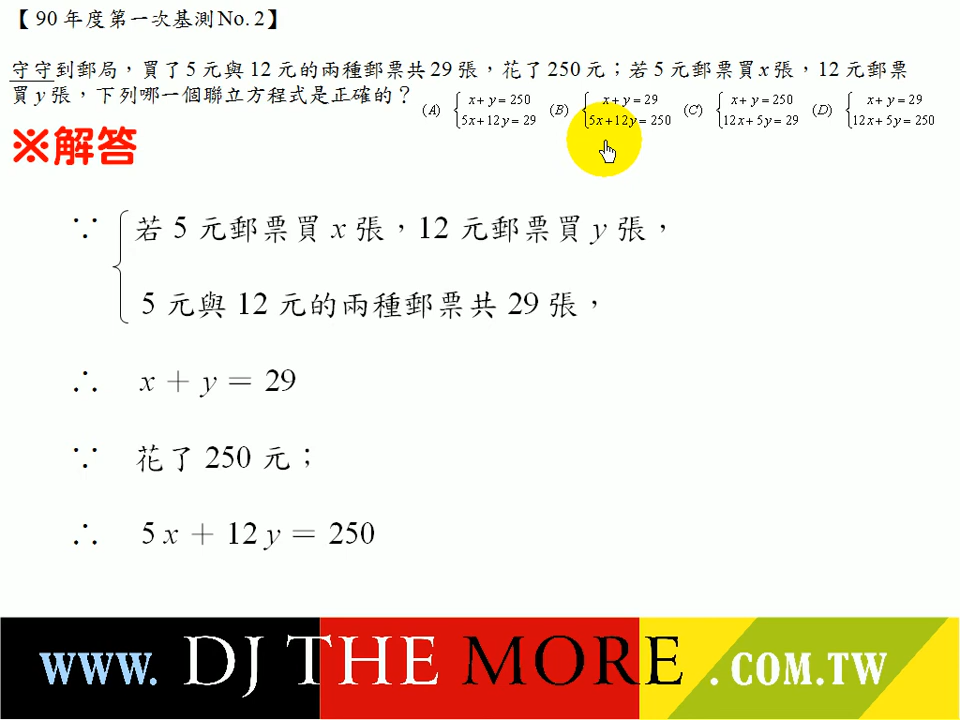 【90 年度第一次基測 No. 2】
守守到郵局，買了 5 元與 12 元的兩種郵票共 29 張，花了 250 元；若 5 元郵票買 x 張，12 元郵票
買 y 張，下列哪一個聯立方程式是正確的？ (A) { x + y = 250 (B) { x + y = 29 (C) { x + y = 250 (D) { x + y = 29
5x + 12y = 29 5x + 12y = 250 12x + 5y = 29 12x + 5y = 250
※解答
∵ { 若 5 元郵票買 x 張，12 元郵票買 y 張，
5 元與 12 元的兩種郵票共 29 張，
∴ x + y = 29
∵ 花了 250 元；
∴ 5 x + 12 y = 250
www. DJ THE MORE . COM.TW